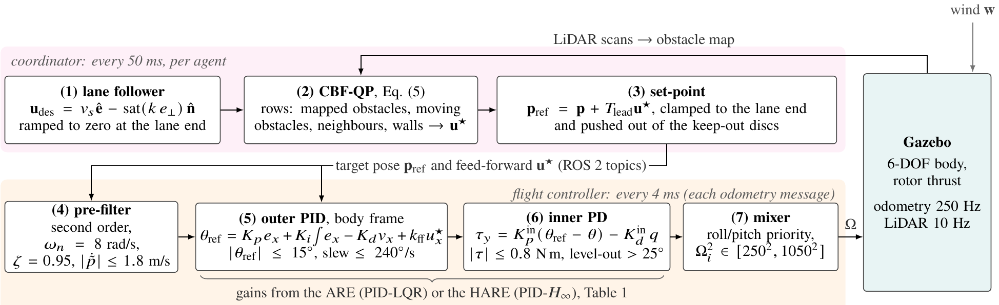 wind w
LiDAR scans → obstacle map
coordinator: every 50 ms, per agent
(1) lane follower
u_des = v_s ê − sat(k e_⊥) n̂
ramped to zero at the lane end
(2) CBF-QP, Eq. (5)
rows: mapped obstacles, moving
obstacles, neighbours, walls → u★
(3) set-point
p_ref = p + T_lead u★, clamped to the lane end
and pushed out of the keep-out discs
target pose p_ref and feed-forward u★ (ROS 2 topics)
flight controller: every 4 ms (each odometry message)
(4) pre-filter
second order,
ω_n = 8 rad/s,
ζ = 0.95, |p̃̇| ≤ 1.8 m/s
(5) outer PID, body frame
θ_ref = K_p e_x + K_i ∫ e_x − K_d v_x + k_ff u_x★
|θ_ref| ≤ 15°, slew ≤ 240°/s
(6) inner PD
τ_y = K_p^in (θ_ref − θ) − K_d^in q
|τ| ≤ 0.8 N m, level-out > 25°
(7) mixer
roll/pitch priority,
Ω_i² ∈ [250², 1050²]
Ω
Gazebo
6-DOF body,
rotor thrust
odometry 250 Hz
LiDAR 10 Hz
gains from the ARE (PID-LQR) or the HARE (PID-H_∞), Table 1